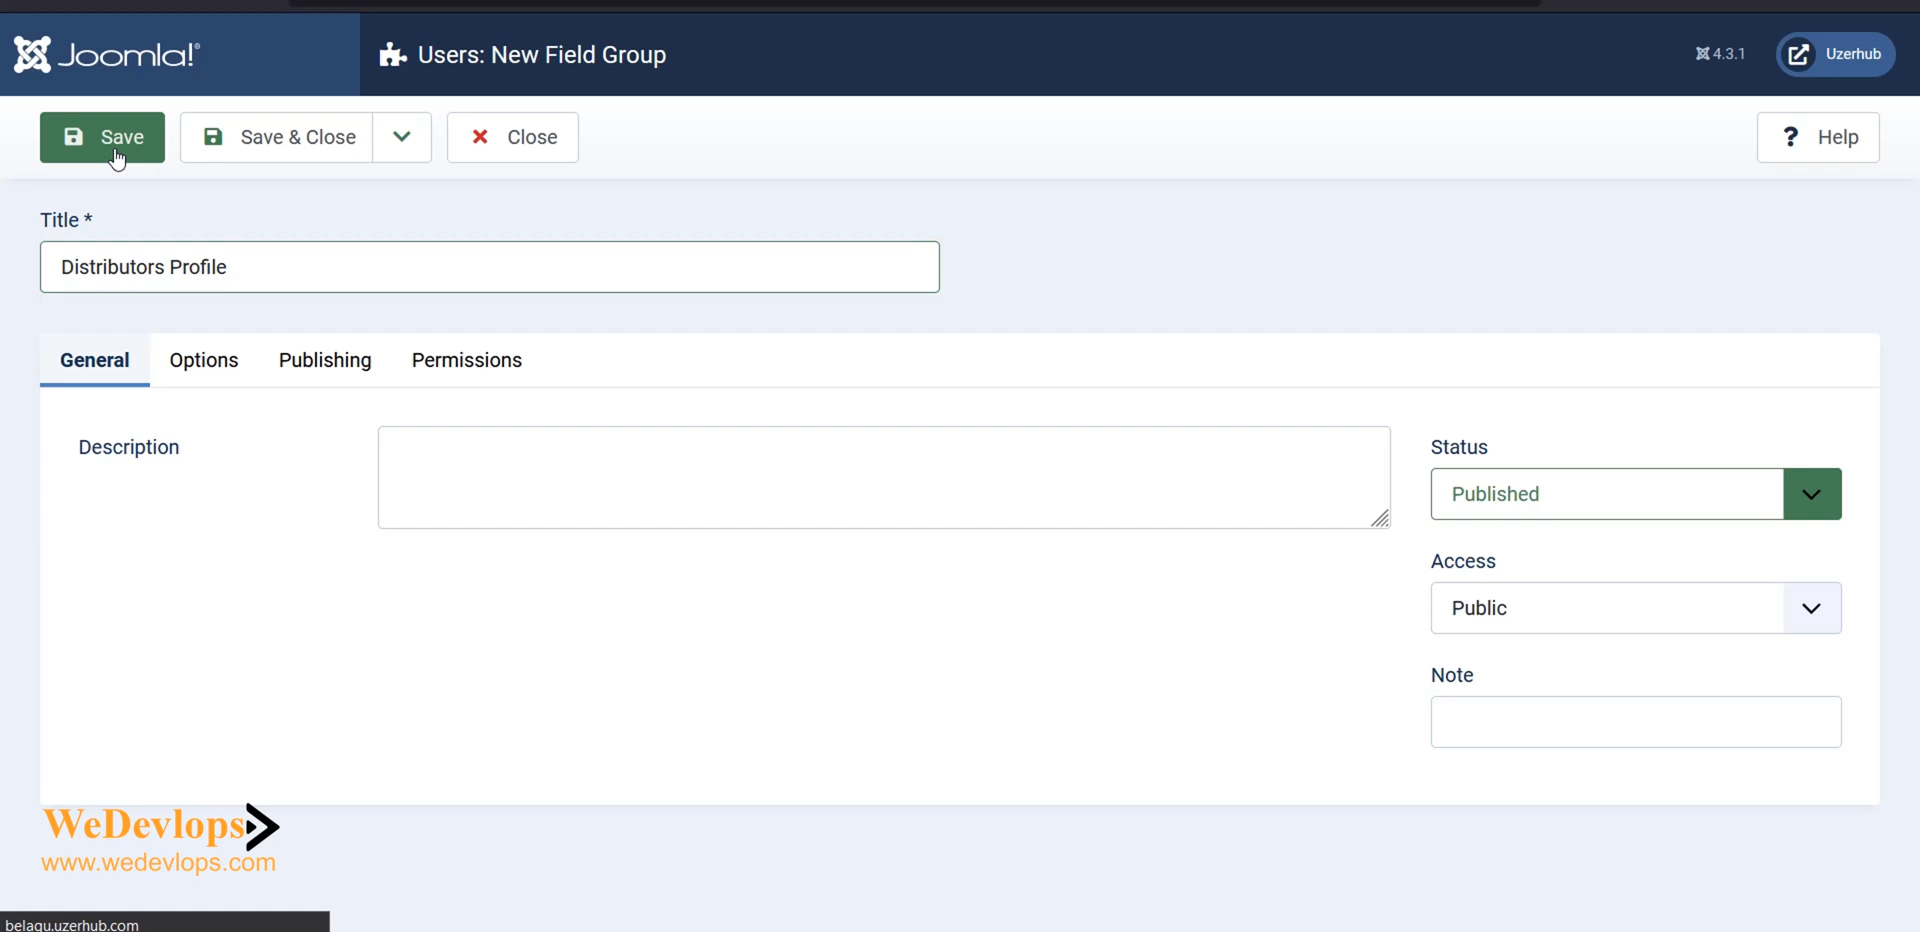 Joomla!®
Users: New Field Group
4.3.1
Uzerhub
Save
Save & Close
Close
? Help
Title *
Distributors Profile
General
Options
Publishing
Permissions
Description
Status
Published
Access
Public
Note
WeDevlops
www.wedevlops.com
belagu.uzerhub.com